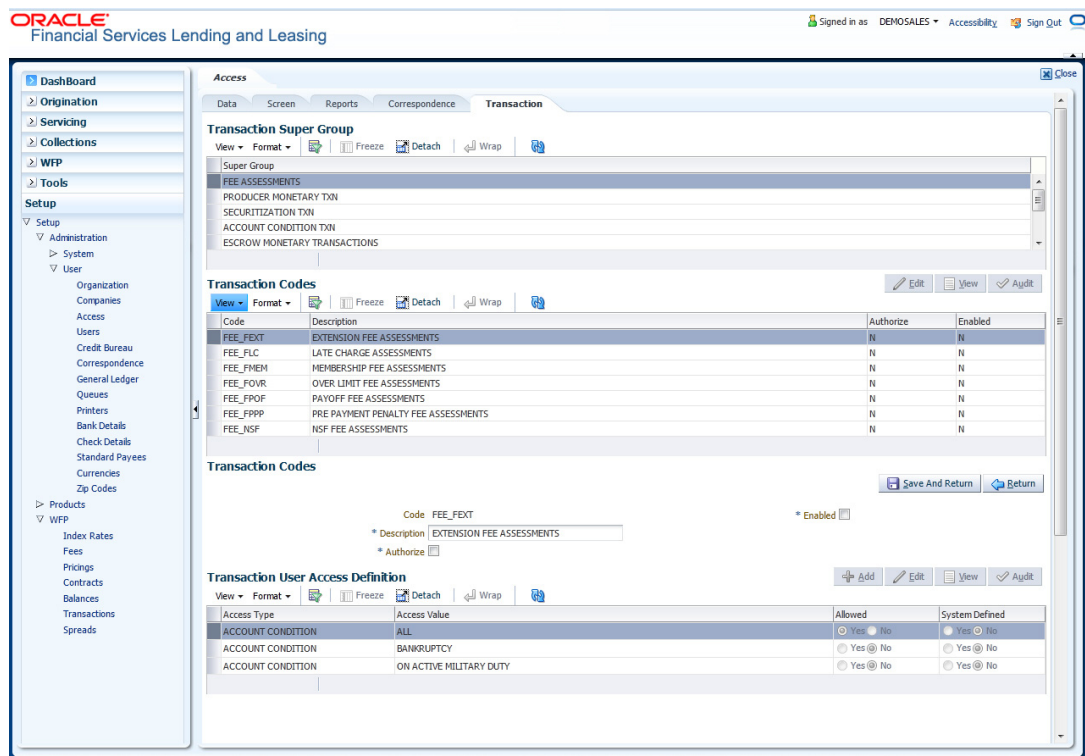 ORACLE
Financial Services Lending and Leasing
Signed in as DEMOSALES Accessibility Sign Out
Close
DashBoard
Origination
Servicing
Collections
WFP
Tools
Setup
Setup
Administration
System
User
Organization
Companies
Access
Users
Credit Bureau
Correspondence
General Ledger
Queues
Printers
Bank Details
Check Details
Standard Payees
Currencies
Zip Codes
Products
WFP
Index Rates
Fees
Pricings
Contracts
Balances
Transactions
Spreads
Access
Data Screen Reports Correspondence Transaction
Transaction Super Group
View Format Freeze Detach Wrap
Super Group
FEE ASSESSMENTS
PRODUCER MONETARY TXN
SECURITIZATION TXN
ACCOUNT CONDITION TXN
ESCROW MONETARY TRANSACTIONS
Transaction Codes Edit View Audit
View Format Freeze Detach Wrap
Code Description Authorize Enabled
FEE_FEXT EXTENSION FEE ASSESSMENTS N N
FEE_FLC LATE CHARGE ASSESSMENTS N N
FEE_FMEM MEMBERSHIP FEE ASSESSMENTS N N
FEE_FOVR OVER LIMIT FEE ASSESSMENTS N N
FEE_FPOF PAYOFF FEE ASSESSMENTS N N
FEE_FPPP PRE PAYMENT PENALTY FEE ASSESSMENTS N N
FEE_NSF NSF FEE ASSESSMENTS N N
Transaction Codes
Save And Return Return
Code FEE_FEXT * Enabled
* Description EXTENSION FEE ASSESSMENTS
* Authorize
Transaction User Access Definition Add Edit View Audit
View Format Freeze Detach Wrap
Access Type Access Value Allowed System Defined
ACCOUNT CONDITION ALL Yes No Yes No
ACCOUNT CONDITION BANKRUPTCY Yes No Yes No
ACCOUNT CONDITION ON ACTIVE MILITARY DUTY Yes No Yes No